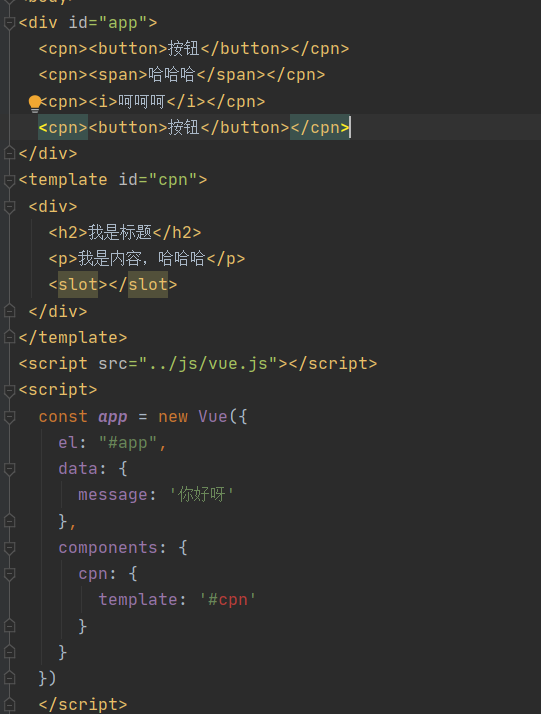 <body>
<div id="app">
  <cpn><button>按钮</button></cpn>
  <cpn><span>哈哈哈</span></cpn>
  <cpn><i>呵呵呵</i></cpn>
  <cpn><button>按钮</button></cpn>
</div>
<template id="cpn">
 <div>
   <h2>我是标题</h2>
   <p>我是内容，哈哈哈</p>
   <slot></slot>
 </div>
</template>
<script src="../js/vue.js"></script>
<script>
  const app = new Vue({
    el: "#app",
    data: {
      message: '你好呀'
    },
    components: {
      cpn: {
        template: '#cpn'
      }
    }
  })
  </script>